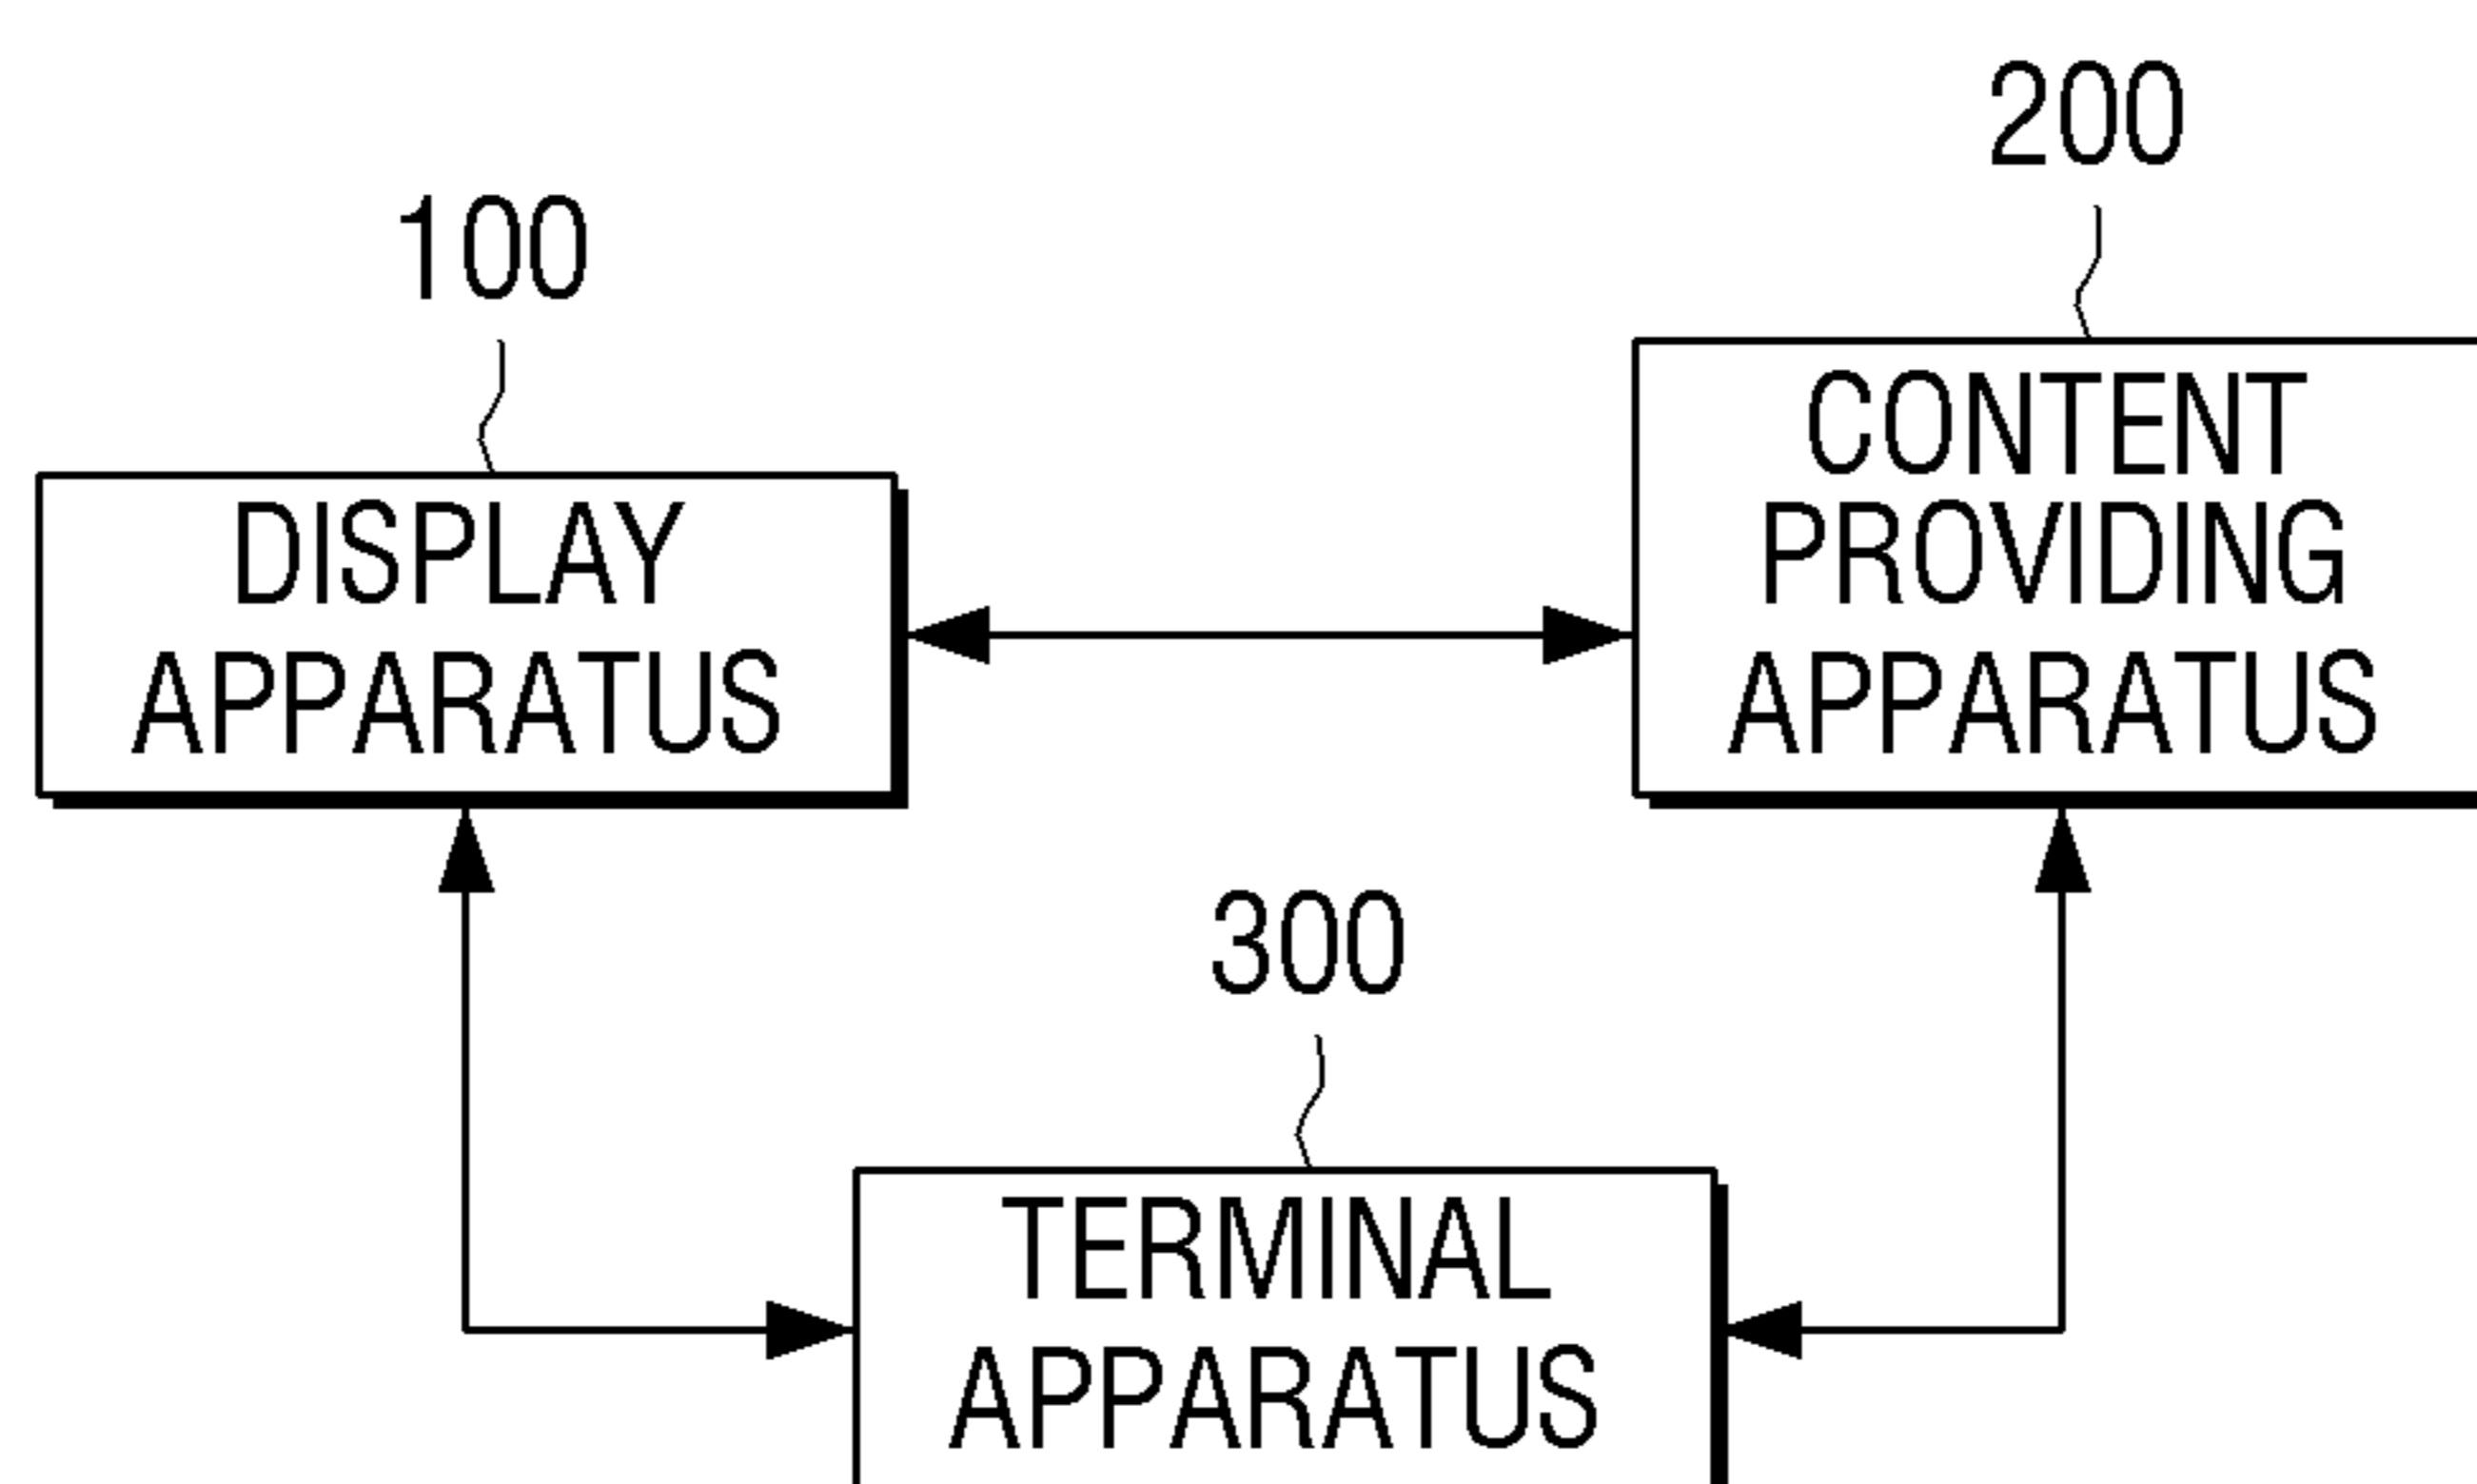 200
100
CONTENT
PROVIDING
APPARATUS
DISPLAY
APPARATUS
300
TERMINAL
APPARATUS